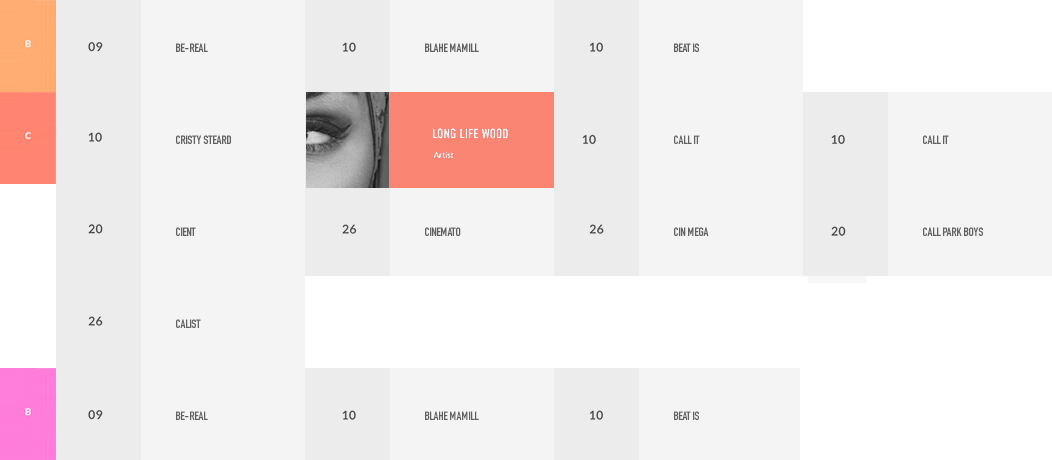 B
09 BE-REAL 10 BLAHE MAMILL 10 BEAT IS
C
10 CRISTY STEARD LONG LIFE WOOD 10 CALL IT 10 CALL IT
Artist
20 CIENT 26 CINEMATO 26 CIN MEGA 20 CALL PARK BOYS
26 CALIST
B
09 BE-REAL 10 BLAHE MAMILL 10 BEAT IS